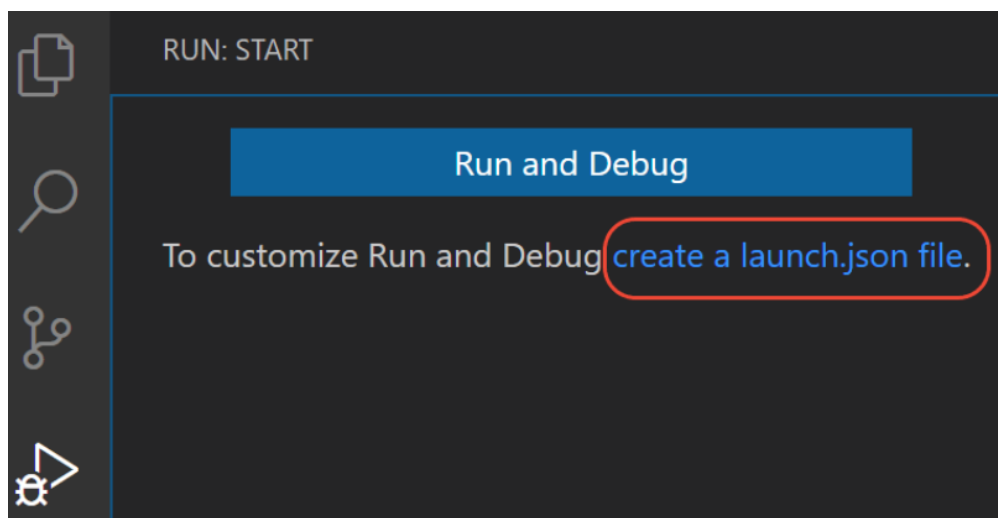 RUN: START
Run and Debug
To customize Run and Debug create a launch.json file.